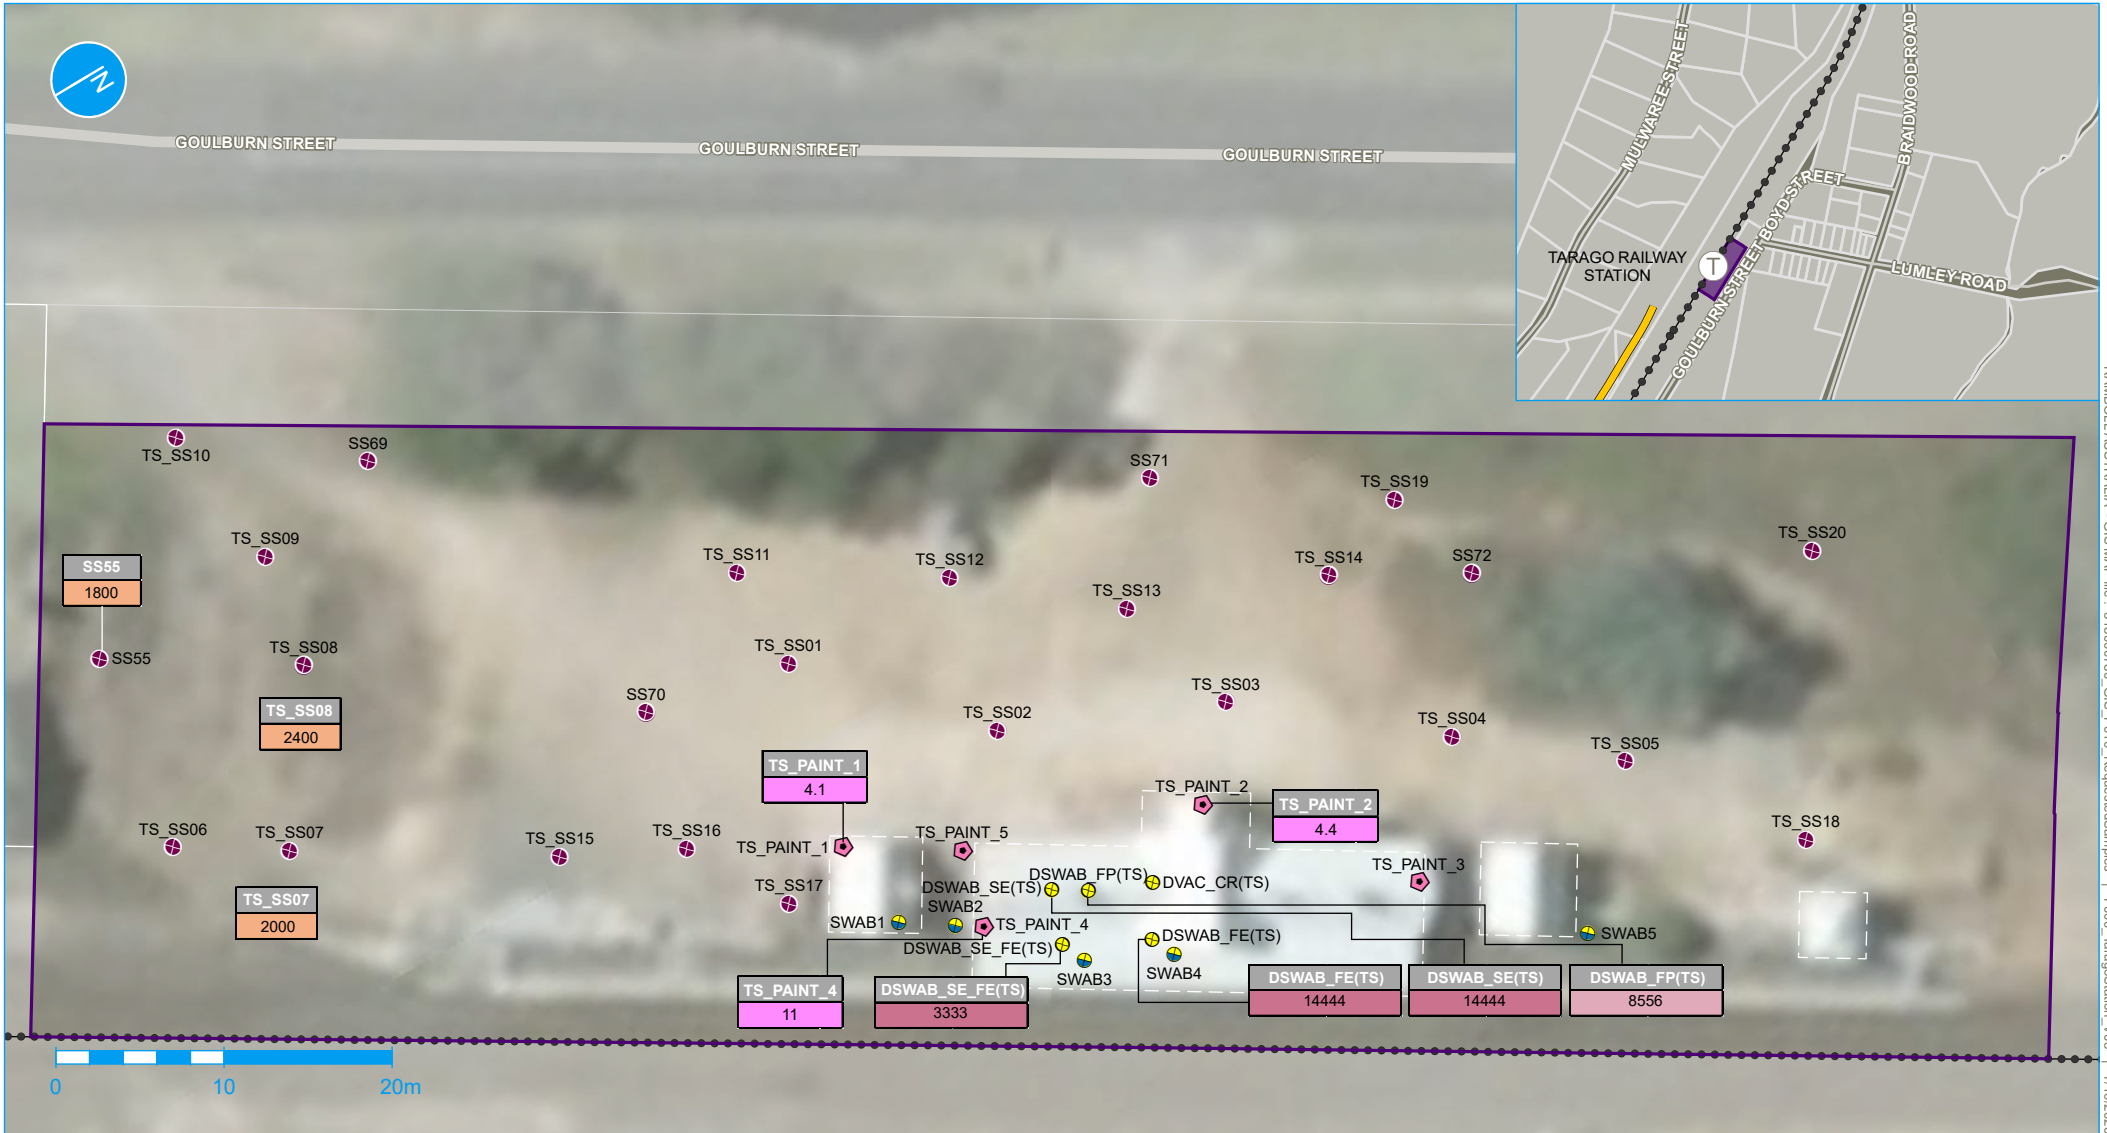 GOULBURN STREET
GOULBURN STREET
GOULBURN STREET
MULWAREE STREET
BRAIDWOOD ROAD
BOYD STREET
TARAGO RAILWAY
STATION
T
GOULBURN STREET
LUMLEY ROAD
TS_SS10
SS69
SS71
TS_SS19
TS_SS20
TS_SS09
TS_SS11
TS_SS12
TS_SS13
TS_SS14
SS72
SS55
1800
SS55
TS_SS08
TS_SS08
2400
TS_SS01
SS70
TS_SS02
TS_SS03
TS_SS04
TS_SS05
TS_PAINT_1
4.1
TS_PAINT_2
TS_PAINT_2
4.4
TS_SS06
TS_SS07
TS_SS07
2000
TS_SS15
TS_SS16
TS_SS17
TS_PAINT_1
TS_PAINT_5
TS_PAINT_3
TS_SS18
DSWAB_FP(TS)
DSWAB_SE(TS)
DVAC_CR(TS)
SWAB1
SWAB2
TS_PAINT_4
DSWAB_SE_FE(TS)
DSWAB_FE(TS)
SWAB3
SWAB4
SWAB5
TS_PAINT_4
11
DSWAB_SE_FE(TS)
3333
DSWAB_FE(TS)
14444
DSWAB_SE(TS)
14444
DSWAB_FP(TS)
8556
0 10 20m
N